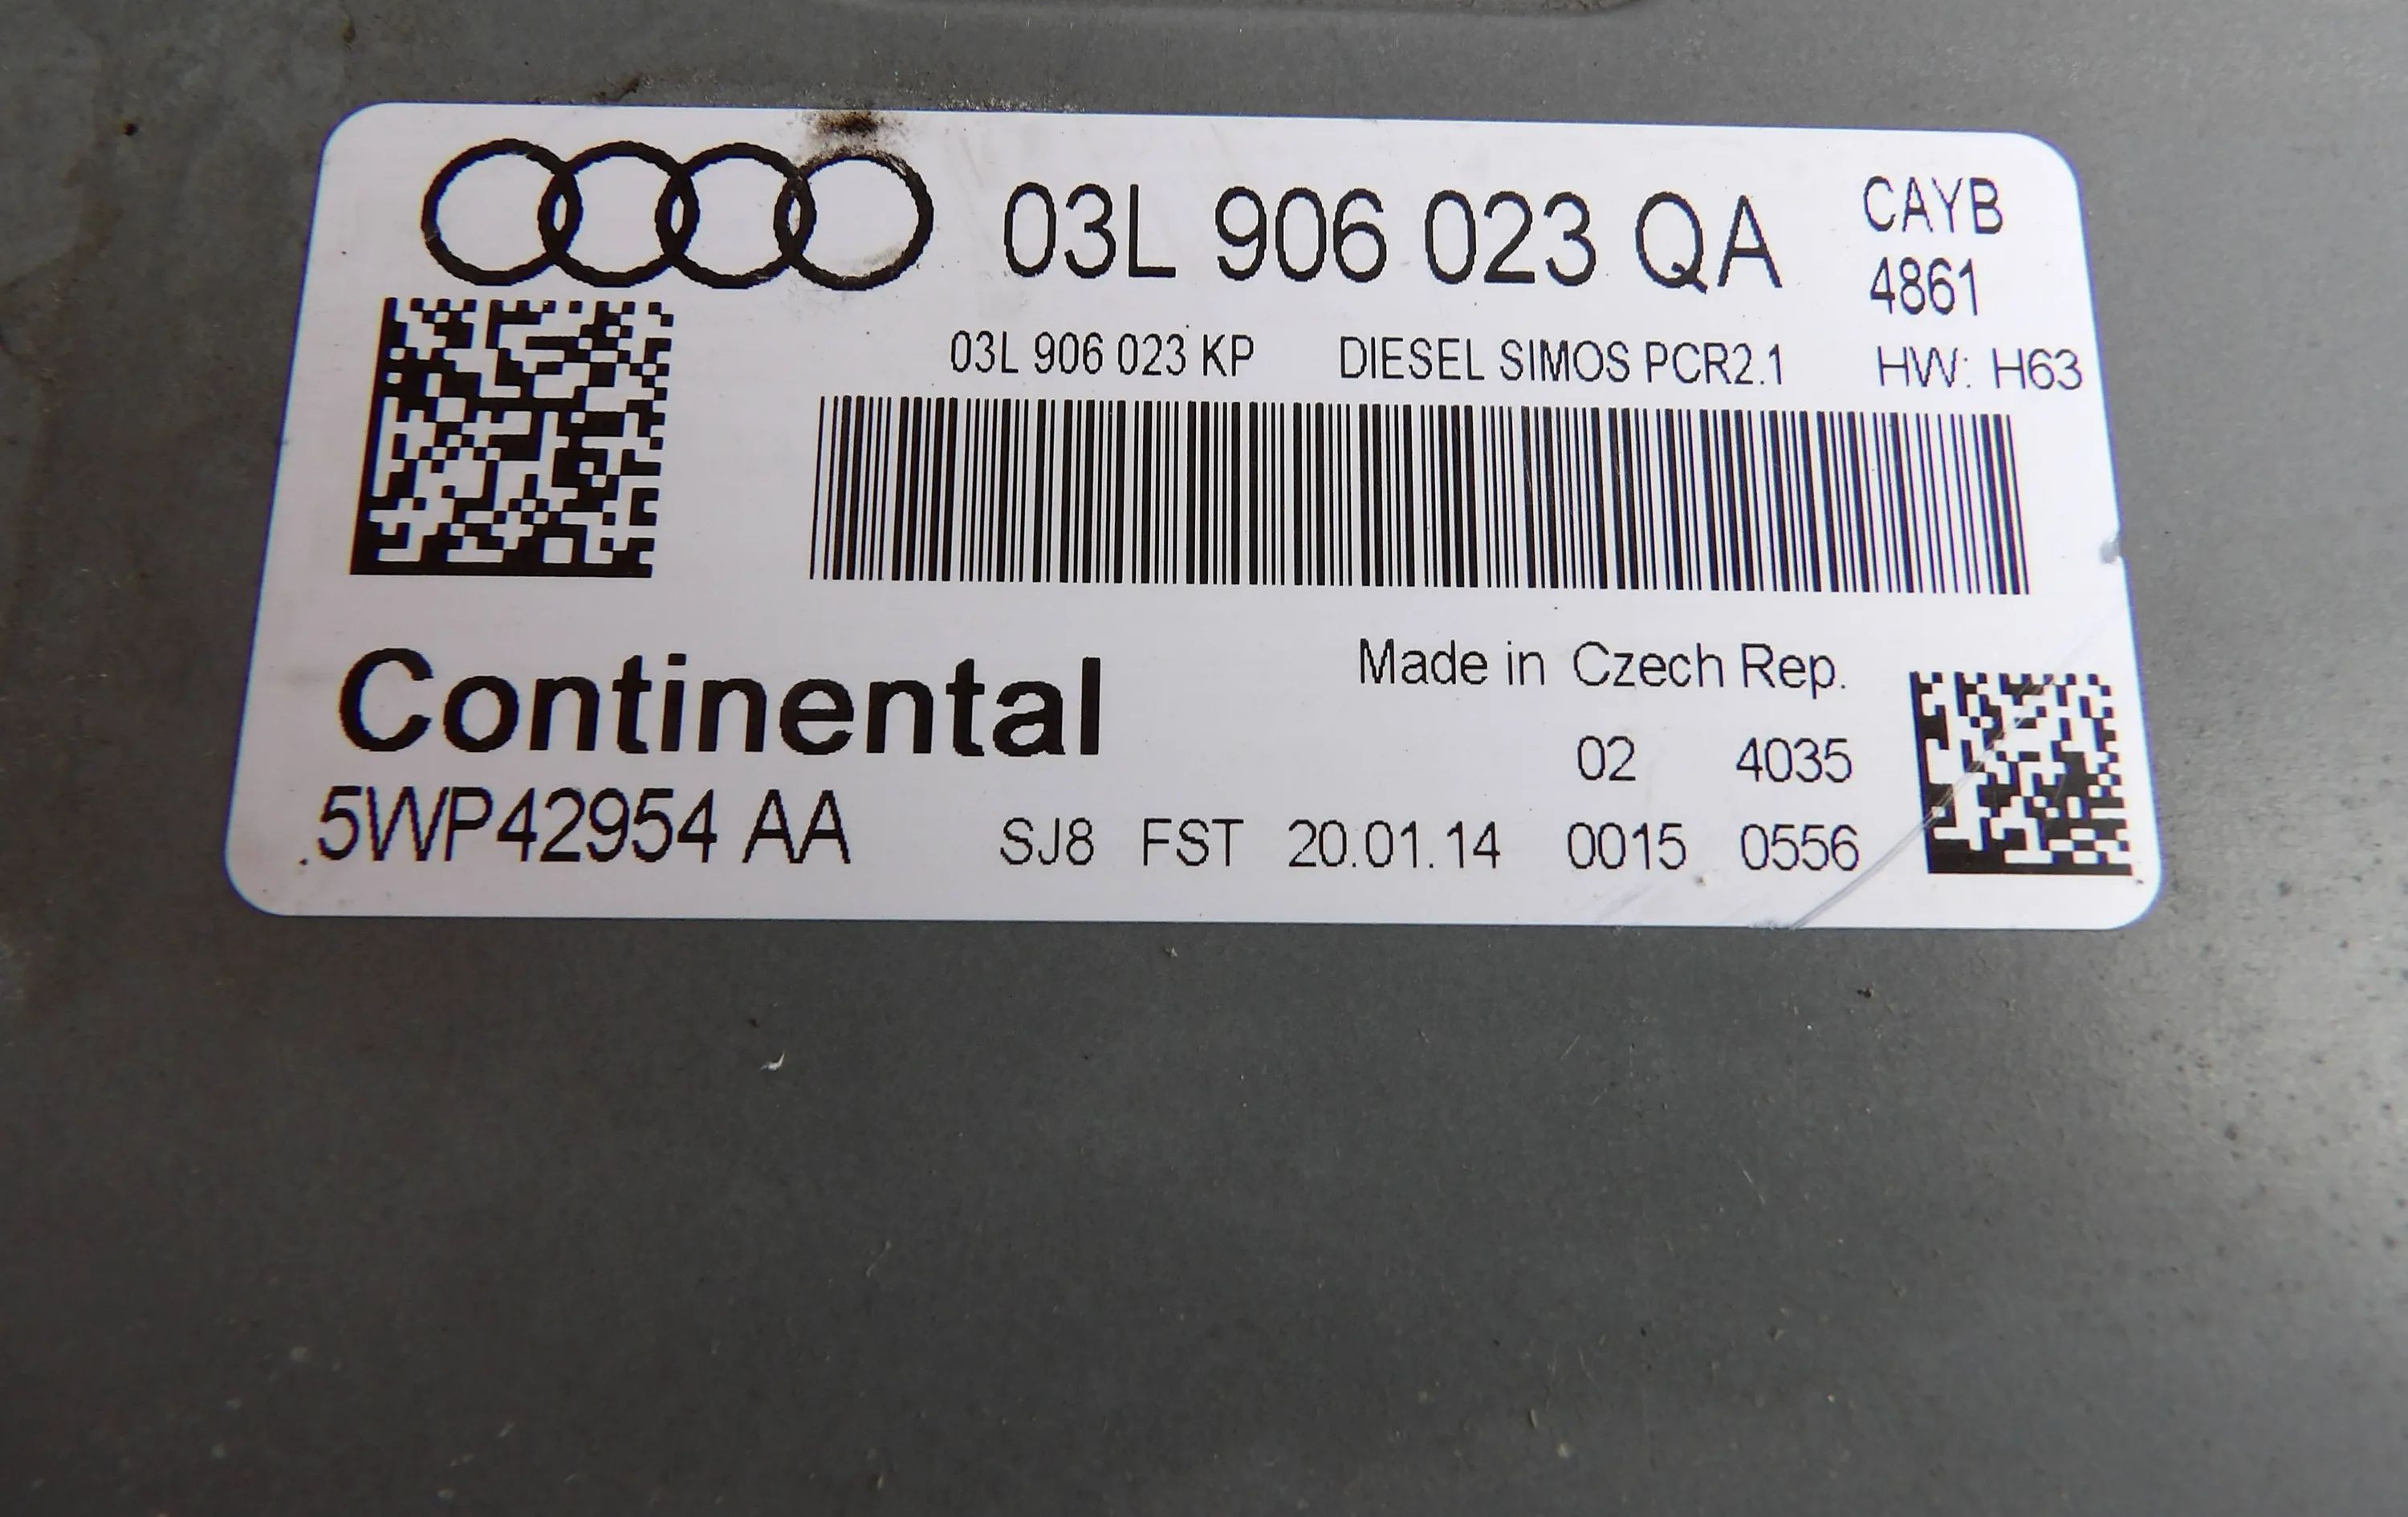 03L 906 023 QA CAYB
4861
03L 906 023 KP DIESEL SIMOS PCR2.1 HW: H63
Continental
Made in Czech Rep.
02 4035
5WP42954 AA SJ8 FST 20.01.14 0015 0556